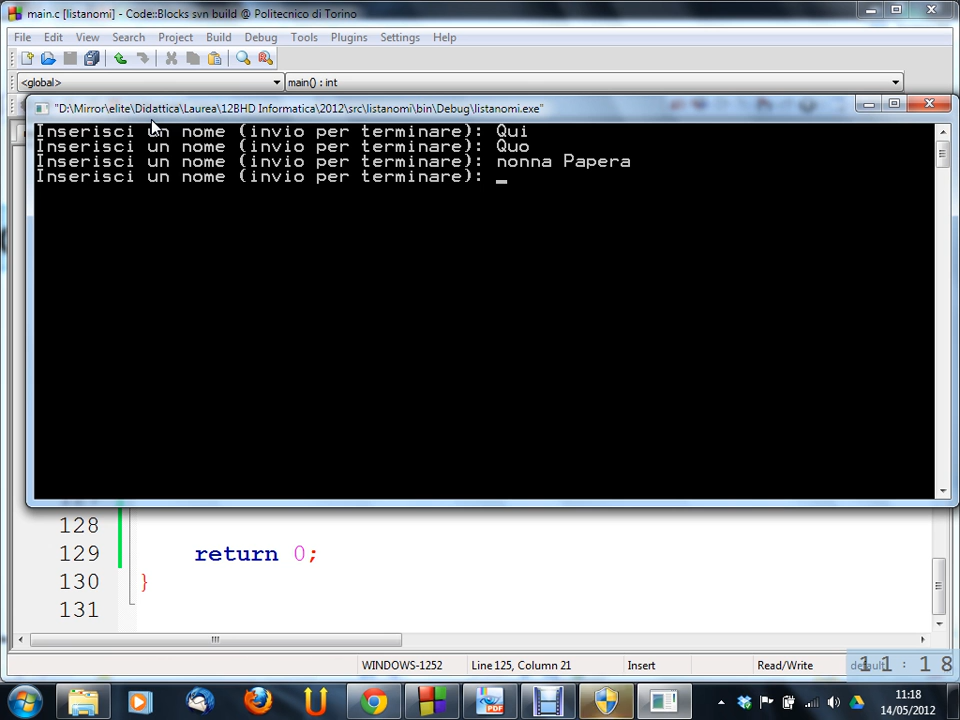 main.c [listanomi] - Code::Blocks svn build @ Politecnico di Torino
File Edit View Search Project Build Debug Tools Plugins Settings Help
<global> main() : int
"D:\Mirror\elite\Didattica\Laurea\12BHD Informatica\2012\src\listanomi\bin\Debug\listanomi.exe"
Inserisci un nome (invio per terminare): Qui
Inserisci un nome (invio per terminare): Quo
Inserisci un nome (invio per terminare): nonna Papera
Inserisci un nome (invio per terminare): _
128
129 return 0;
130 }
131
WINDOWS-1252 Line 125, Column 21 Insert Read/Write default
11 : 18
PDF
11:18
14/05/2012